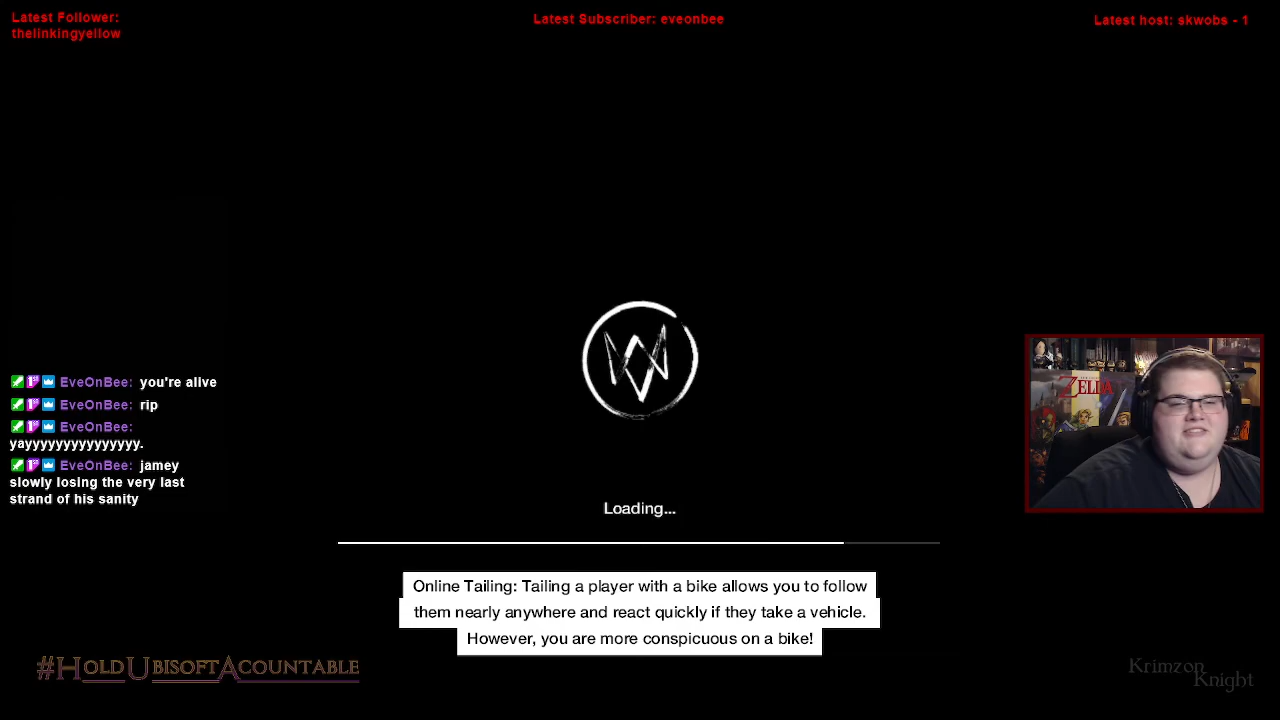 Latest Follower:
thelinkingyellow
Latest Subscriber: eveonbee
Latest host: skwobs - 1
EveOnBee: you're alive
EveOnBee: rip
EveOnBee:
yayyyyyyyyyyyyyyy.
EveOnBee: jamey
slowly losing the very last
strand of his sanity
ZELDA
Loading...
Online Tailing: Tailing a player with a bike allows you to follow
them nearly anywhere and react quickly if they take a vehicle.
However, you are more conspicuous on a bike!
#HoldUbisoftAcountable
Krimzon
Knight